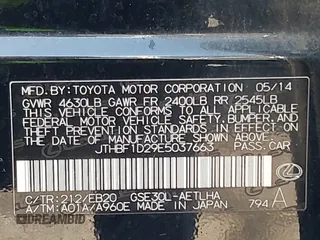 MFD.BY:TOYOTA MOTOR CORPORATION 05/14
GVWR 4630LB GAWR FR 2400LB RR 2545LB
THIS VEHICLE CONFORMS TO ALL APPLICABLE
FEDERAL MOTOR VEHICLE SAFETY, BUMPER, AND
THEFT PREVENTION STANDARDS IN EFFECT ON
THE DATE OF MANUFACTURE SHOWN ABOVE.
JTHBF1D29E5037663 PASS.CAR
C/TR:212/EB20 GSE30L-AETLHA
A/TM:A01A/A960E MADE IN JAPAN 794 A
DREAMBID